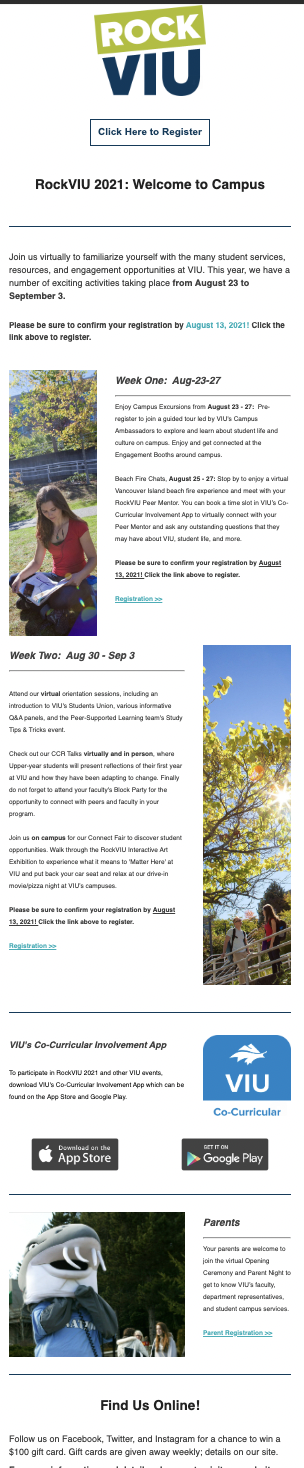 ROCK
VIU
Click Here to Register
RockVIU 2021: Welcome to Campus
Join us virtually to familiarize yourself with the many student services,
resources, and engagement opportunities at VIU. This year, we have a
number of exciting activities taking place from August 23 to
September 3.
Please be sure to confirm your registration by August 13, 2021! Click the
link above to register.
Week One:  Aug-23-27
Enjoy Campus Excursions from August 23 - 27:  Pre-
register to join a guided tour led by VIU's Campus
Ambassadors to explore and learn about student life and
culture on campus. Enjoy and get connected at the
Engagement Booths around campus.
Beach Fire Chats, August 25 - 27: Stop by to enjoy a virtual
Vancouver Island beach fire experience and meet with your
RockVIU Peer Mentor. You can book a time slot in VIU's Co-
Curricular Involvement App to virtually connect with your
Peer Mentor and ask any outstanding questions that they
may have about VIU, student life, and more.
Please be sure to confirm your registration by August
13, 2021! Click the link above to register.
Registration >>
Week Two:  Aug 30 - Sep 3
Attend our virtual orientation sessions, including an
introduction to VIU's Students Union, various informative
Q&A panels, and the Peer-Supported Learning team's Study
Tips & Tricks event.
Check out our CCR Talks virtually and in person, where
Upper-year students will present reflections of their first year
at VIU and how they have been adapting to change. Finally
do not forget to attend your faculty's Block Party for the
opportunity to connect with peers and faculty in your
program.
Join us on campus for our Connect Fair to discover student
opportunities. Walk through the RockVIU Interactive Art
Exhibition to experience what it means to 'Matter Here' at
VIU and put back your car seat and relax at our drive-in
movie/pizza night at VIU's campuses.
Please be sure to confirm your registration by August
13, 2021! Click the link above to register.
Registration >>
VIU's Co-Curricular Involvement App
To participate in RockVIU 2021 and other VIU events,
download VIU's Co-Curricular Involvement App which can be
found on the App Store and Google Play.
VIU
Co-Curricular
Download on the
App Store
GET IT ON
Google Play
Parents
Your parents are welcome to
join the virtual Opening
Ceremony and Parent Night to
get to know VIU's faculty,
department representatives,
and student campus services.
Parent Registration >>
Find Us Online!
Follow us on Facebook, Twitter, and Instagram for a chance to win a
$100 gift card. Gift cards are given away weekly; details on our site.